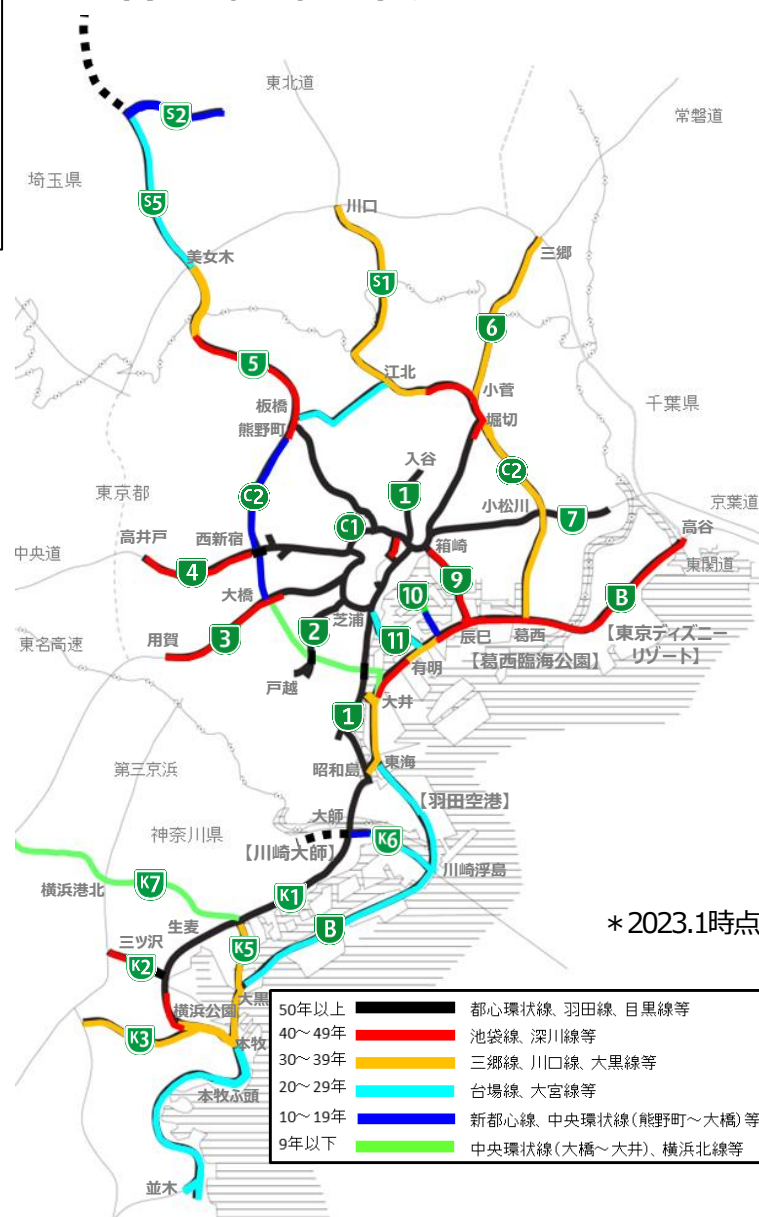 東北道
常磐道
S2
埼玉県
S5
川口
美女木
三郷
S1
6
5
江北
小菅
板橋
熊野町
堀切
千葉県
入谷
東京都
C2
1
C2
小松川
7
京葉道
高井戸
西新宿
C1
箱崎
高谷
中央道
4
9
東関道
大橋
10
B
芝浦
辰巳
葛西
【東京ディズニー
リゾート】
用賀
3
2
11
有明
【葛西臨海公園】
東名高速
戸越
大井
1
東海
第三京浜
昭和島
【羽田空港】
大師
神奈川県
【川崎大師】
K6
川崎浮島
横浜港北
K7
K1
生麦
B
*2023.1時点
三ツ沢
K5
K2
大黒
横浜公園
K3
本牧
本牧ふ頭
並木
50年以上 都心環状線、羽田線、目黒線等
40～49年 池袋線、深川線等
30～39年 三郷線、川口線、大黒線等
20～29年 台場線、大宮線等
10～19年 新都心線、中央環状線(熊野町～大橋)等
9年以下 中央環状線(大橋～大井)、横浜北線等